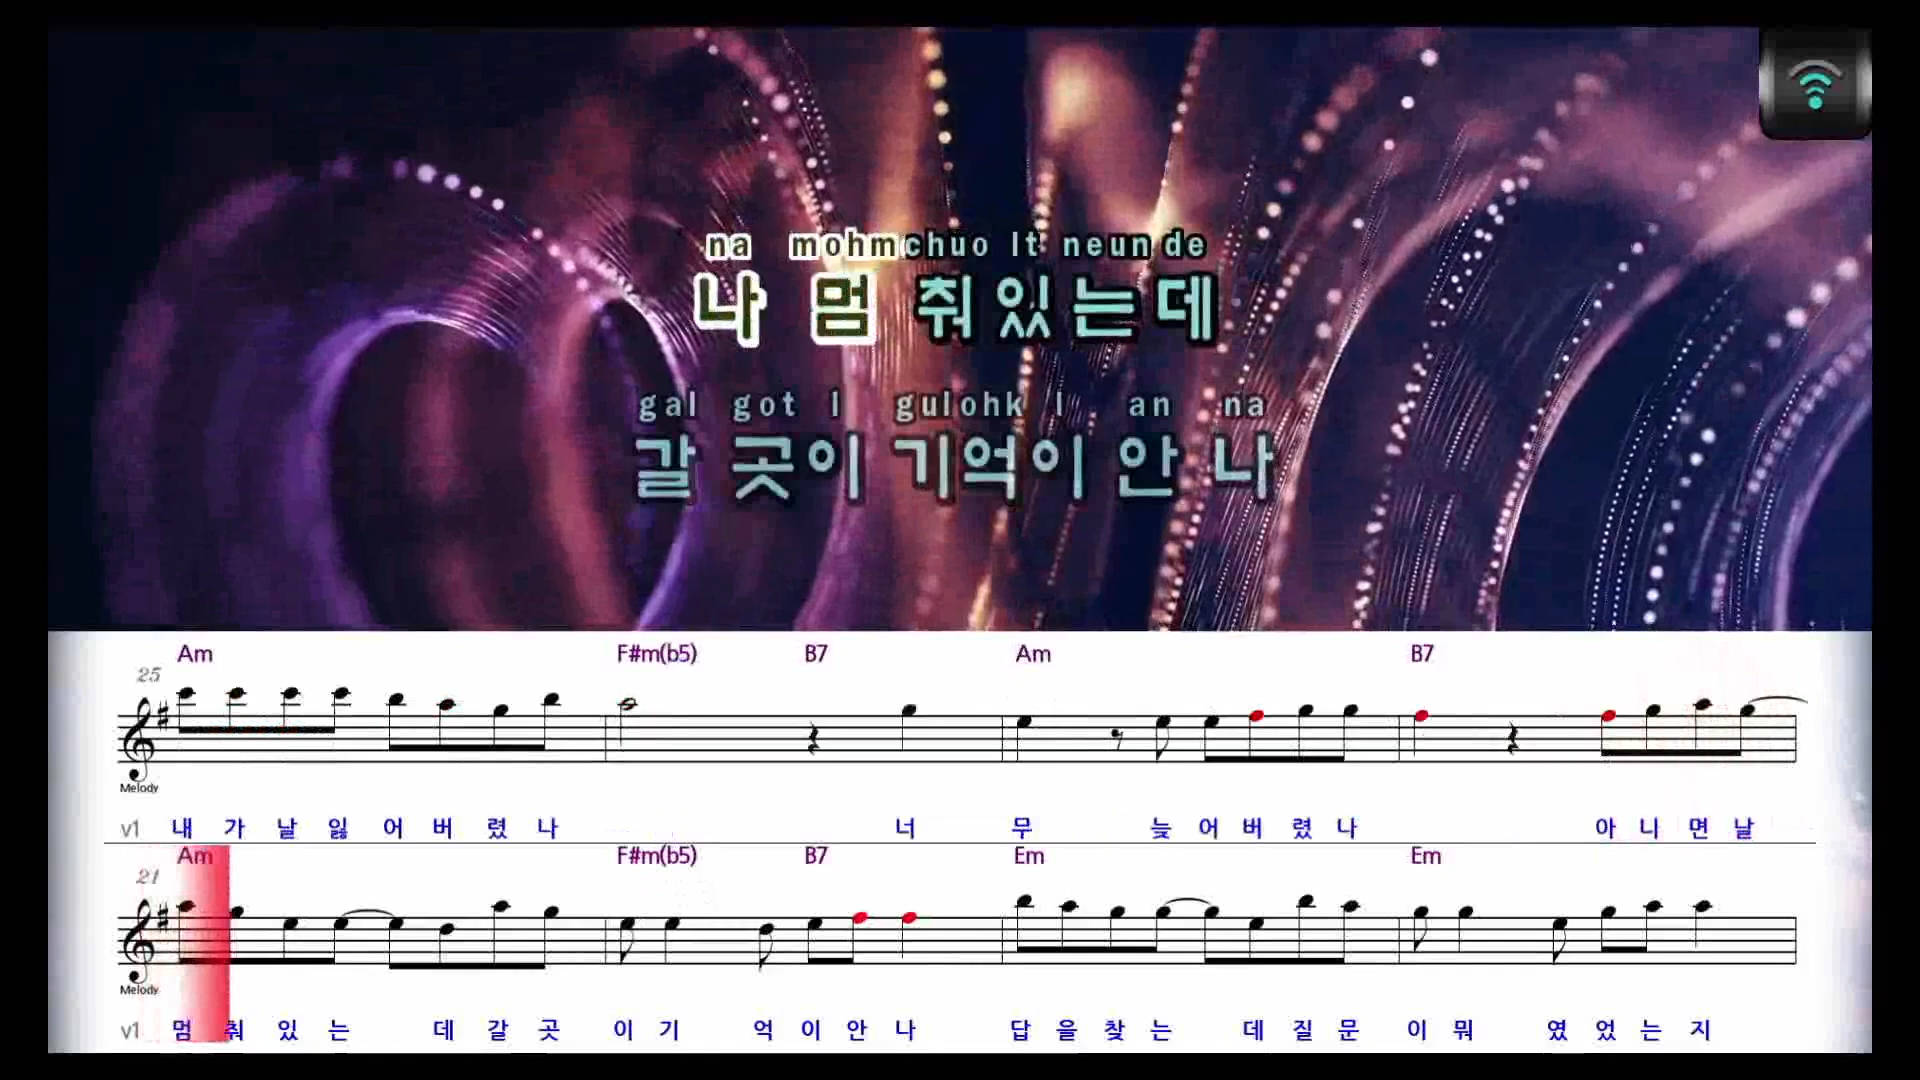 na mohmchuo It neun de
나 멈 춰있는데
gal got I gulohk I an na
갈 곳이 기억이 안 나
Am F#m(b5) B7 Am B7
25
Melody
v1 내 가 날 잃 어 버 렸 나 너 무 늦 어 버 렸 나 아 니 면 날
Am F#m(b5) B7 Em Em
21
Melody
v1 멈 춰 있 는 데 갈 곳 이 기 억 이 안 나 답 을 찾 는 데 질 문 이 뭐 였 었 는 지